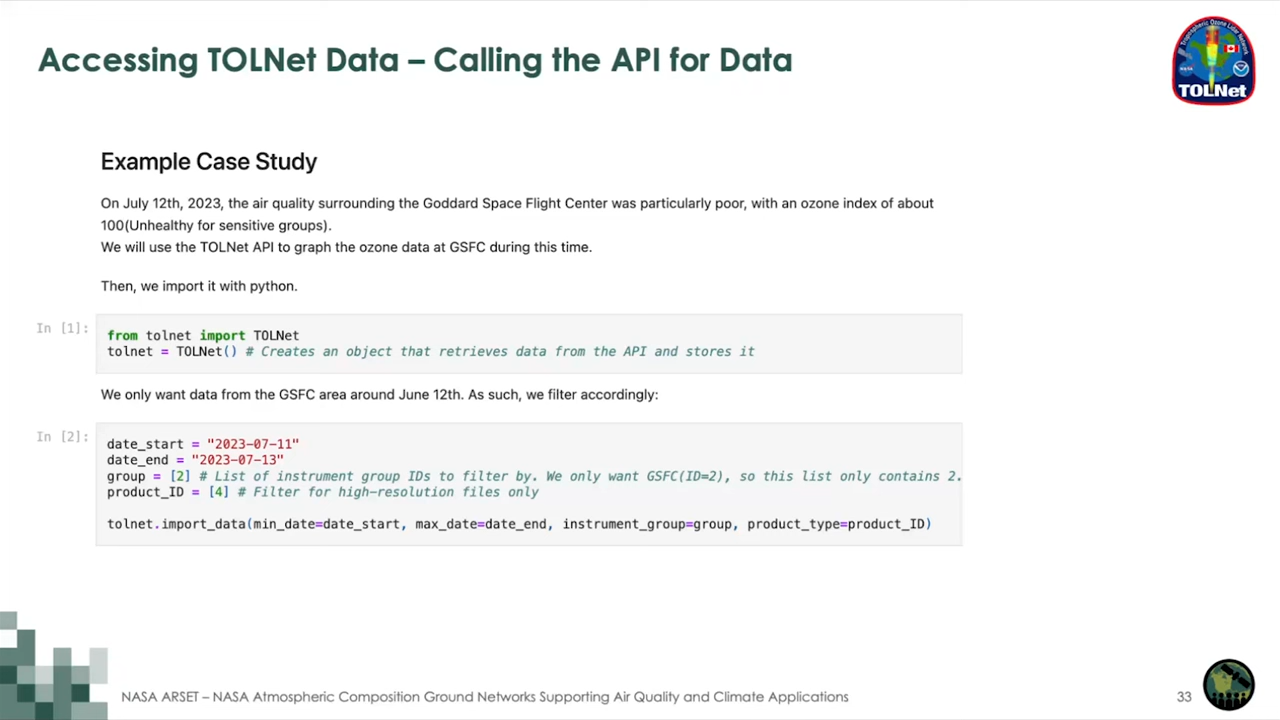 Accessing TOLNet Data – Calling the API for Data
Tropospheric Ozone Lidar Network
NASA
TOLNet
Example Case Study
On July 12th, 2023, the air quality surrounding the Goddard Space Flight Center was particularly poor, with an ozone index of about
100(Unhealthy for sensitive groups).
We will use the TOLNet API to graph the ozone data at GSFC during this time.
Then, we import it with python.
In [1]:
from tolnet import TOLNet
tolnet = TOLNet() # Creates an object that retrieves data from the API and stores it
We only want data from the GSFC area around June 12th. As such, we filter accordingly:
In [2]:
date_start = "2023-07-11"
date_end = "2023-07-13"
group = [2] # List of instrument group IDs to filter by. We only want GSFC(ID=2), so this list only contains 2.
product_ID = [4] # Filter for high-resolution files only
tolnet.import_data(min_date=date_start, max_date=date_end, instrument_group=group, product_type=product_ID)
NASA ARSET – NASA Atmospheric Composition Ground Networks Supporting Air Quality and Climate Applications
33